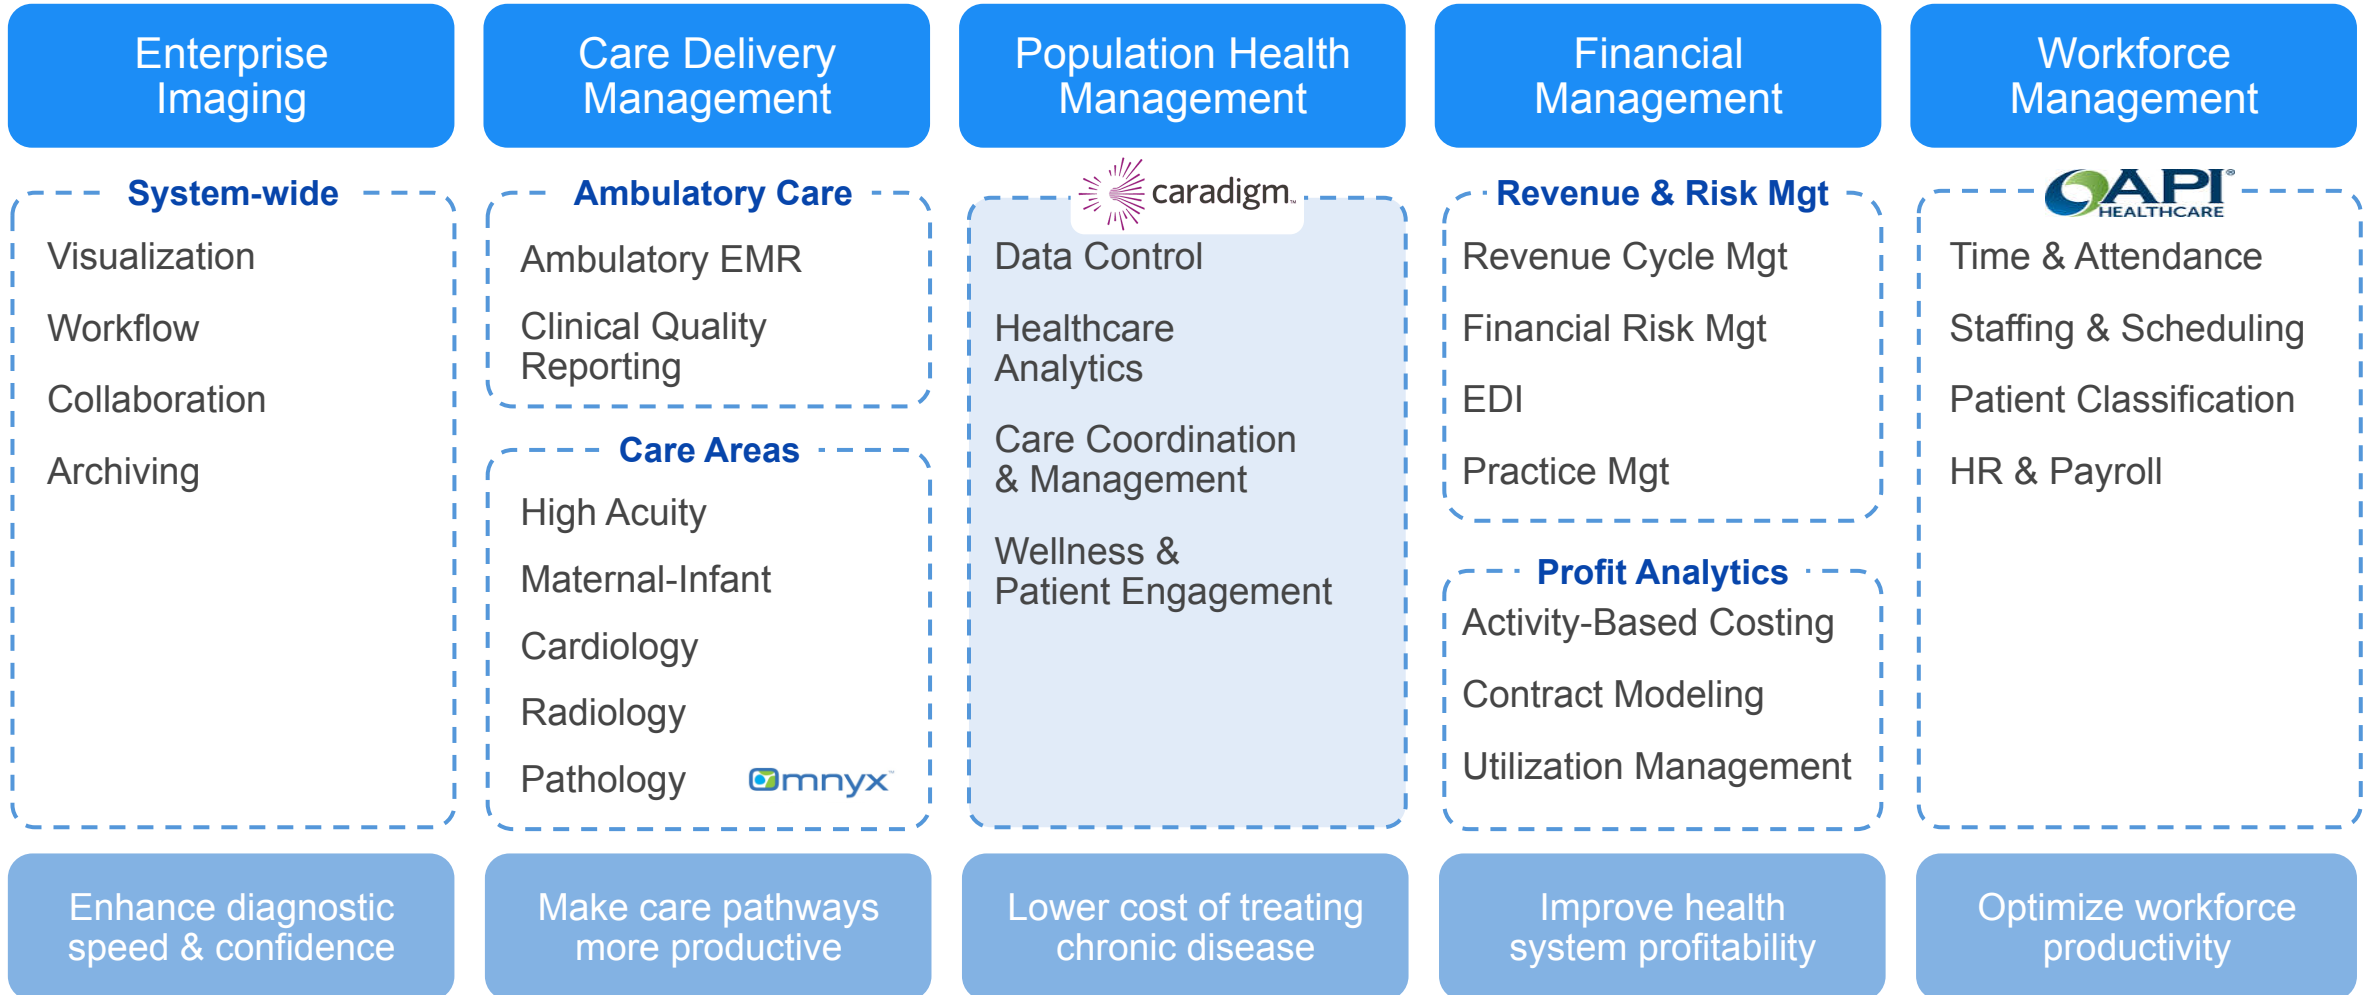 Enterprise
Imaging
System-wide
Visualization
Workflow
Collaboration
Archiving
Enhance diagnostic
speed & confidence
Care Delivery
Management
Ambulatory Care
Ambulatory EMR
Clinical Quality
Reporting
Care Areas
High Acuity
Maternal-Infant
Cardiology
Radiology
Pathology
Omnyx™
Make care pathways
more productive
Population Health
Management
caradigm™
Data Control
Healthcare
Analytics
Care Coordination
& Management
Wellness &
Patient Engagement
Lower cost of treating
chronic disease
Financial
Management
Revenue & Risk Mgt
Revenue Cycle Mgt
Financial Risk Mgt
EDI
Practice Mgt
Profit Analytics
Activity-Based Costing
Contract Modeling
Utilization Management
Improve health
system profitability
Workforce
Management
API®
HEALTHCARE
Time & Attendance
Staffing & Scheduling
Patient Classification
HR & Payroll
Optimize workforce
productivity